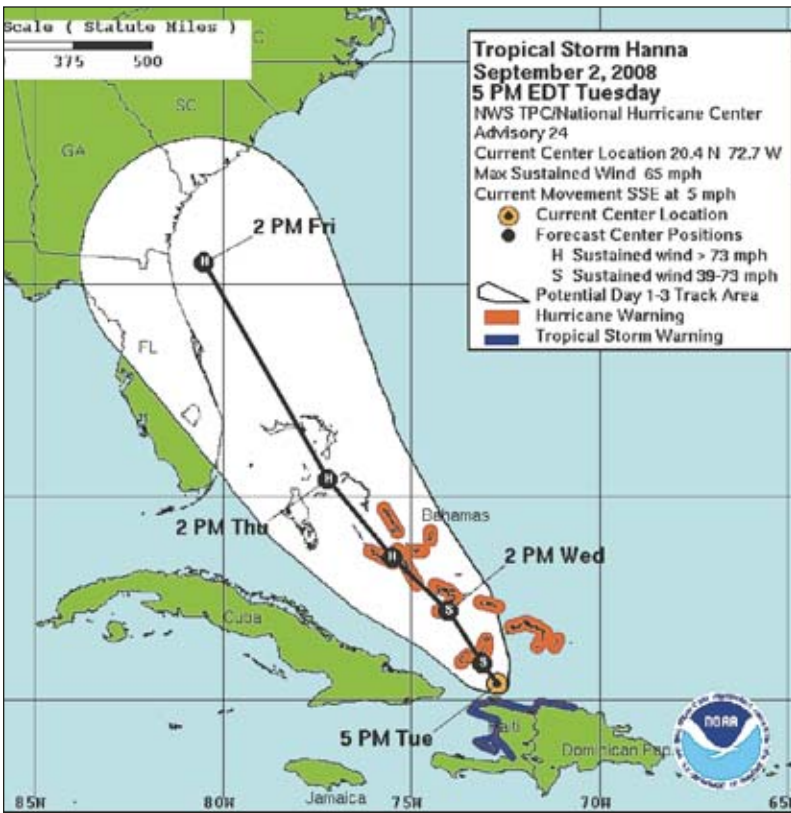 Scale ( Statute Miles )
375 500
C
SC
GA
FL
Tropical Storm Hanna
September 2, 2008
5 PM EDT Tuesday
NWS TPC/National Hurricane Center
Advisory 24
Current Center Location 20.4 N 72.7 W
Max Sustained Wind 65 mph
Current Movement SSE at 5 mph
Current Center Location
Forecast Center Positions
H Sustained wind > 73 mph
S Sustained wind 39-73 mph
Potential Day 1-3 Track Area
Hurricane Warning
Tropical Storm Warning
2 PM Fri
H
2 PM Thu
H
Bahamas
H
2 PM Wed
S
S
Cuba
5 PM Tue
aiti
Dominican Rep.
Jamaica
NOAA
85W 80W 75W 70W 65W